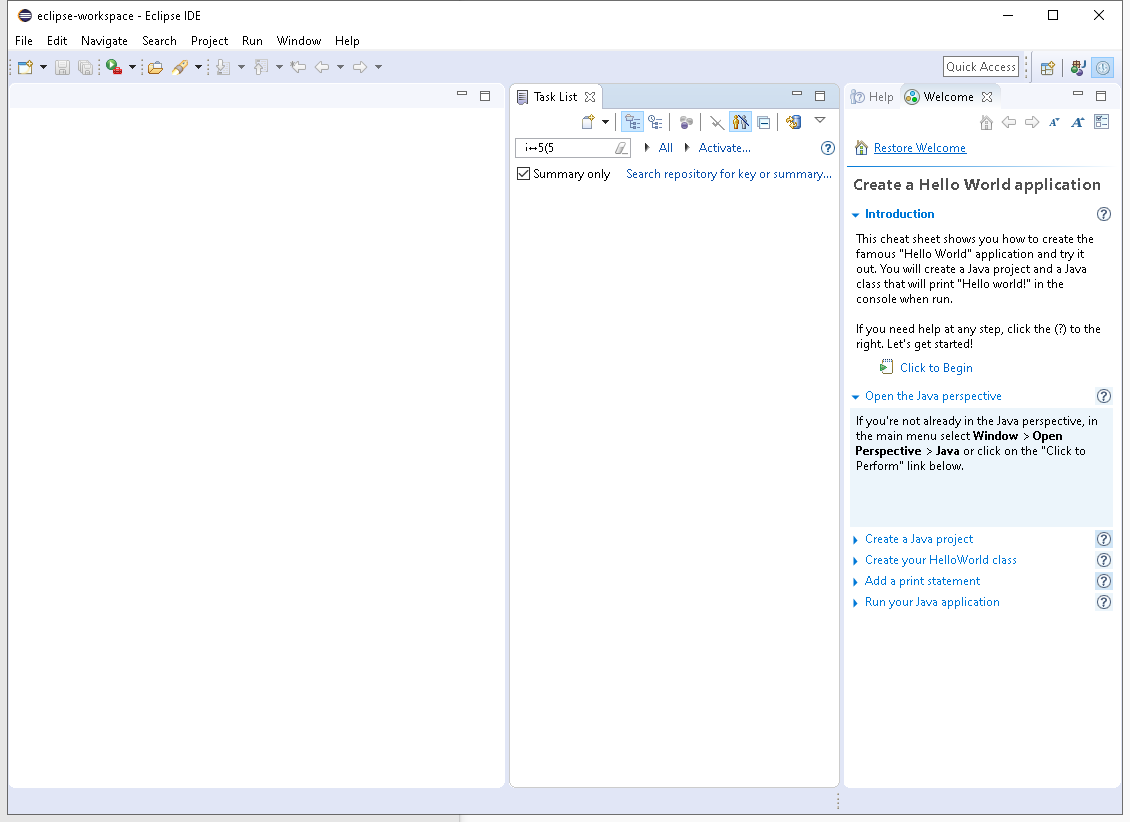 eclipse-workspace - Eclipse IDE
File Edit Navigate Search Project Run Window Help
Quick Access
Task List
i↔5(5
All
Activate...
Summary only
Search repository for key or summary...
Help
Welcome
Restore Welcome
Create a Hello World application
Introduction
This cheat sheet shows you how to create the
famous "Hello World" application and try it
out. You will create a Java project and a Java
class that will print "Hello world!" in the
console when run.
If you need help at any step, click the (?) to the
right. Let's get started!
Click to Begin
Open the Java perspective
If you're not already in the Java perspective, in
the main menu select Window > Open
Perspective > Java or click on the "Click to
Perform" link below.
Create a Java project
Create your HelloWorld class
Add a print statement
Run your Java application